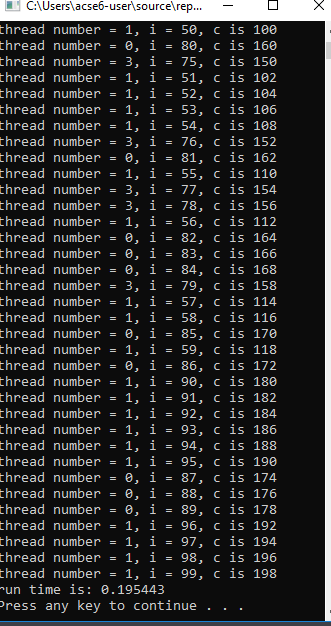 C:\Users\acse6-user\source\rep...
thread number = 1, i = 50, c is 100
thread number = 0, i = 80, c is 160
thread number = 3, i = 75, c is 150
thread number = 1, i = 51, c is 102
thread number = 1, i = 52, c is 104
thread number = 1, i = 53, c is 106
thread number = 1, i = 54, c is 108
thread number = 3, i = 76, c is 152
thread number = 0, i = 81, c is 162
thread number = 1, i = 55, c is 110
thread number = 3, i = 77, c is 154
thread number = 3, i = 78, c is 156
thread number = 1, i = 56, c is 112
thread number = 0, i = 82, c is 164
thread number = 0, i = 83, c is 166
thread number = 0, i = 84, c is 168
thread number = 3, i = 79, c is 158
thread number = 1, i = 57, c is 114
thread number = 1, i = 58, c is 116
thread number = 0, i = 85, c is 170
thread number = 1, i = 59, c is 118
thread number = 0, i = 86, c is 172
thread number = 1, i = 90, c is 180
thread number = 1, i = 91, c is 182
thread number = 1, i = 92, c is 184
thread number = 1, i = 93, c is 186
thread number = 1, i = 94, c is 188
thread number = 1, i = 95, c is 190
thread number = 0, i = 87, c is 174
thread number = 0, i = 88, c is 176
thread number = 0, i = 89, c is 178
thread number = 1, i = 96, c is 192
thread number = 1, i = 97, c is 194
thread number = 1, i = 98, c is 196
thread number = 1, i = 99, c is 198
run time is: 0.195443
Press any key to continue . . .